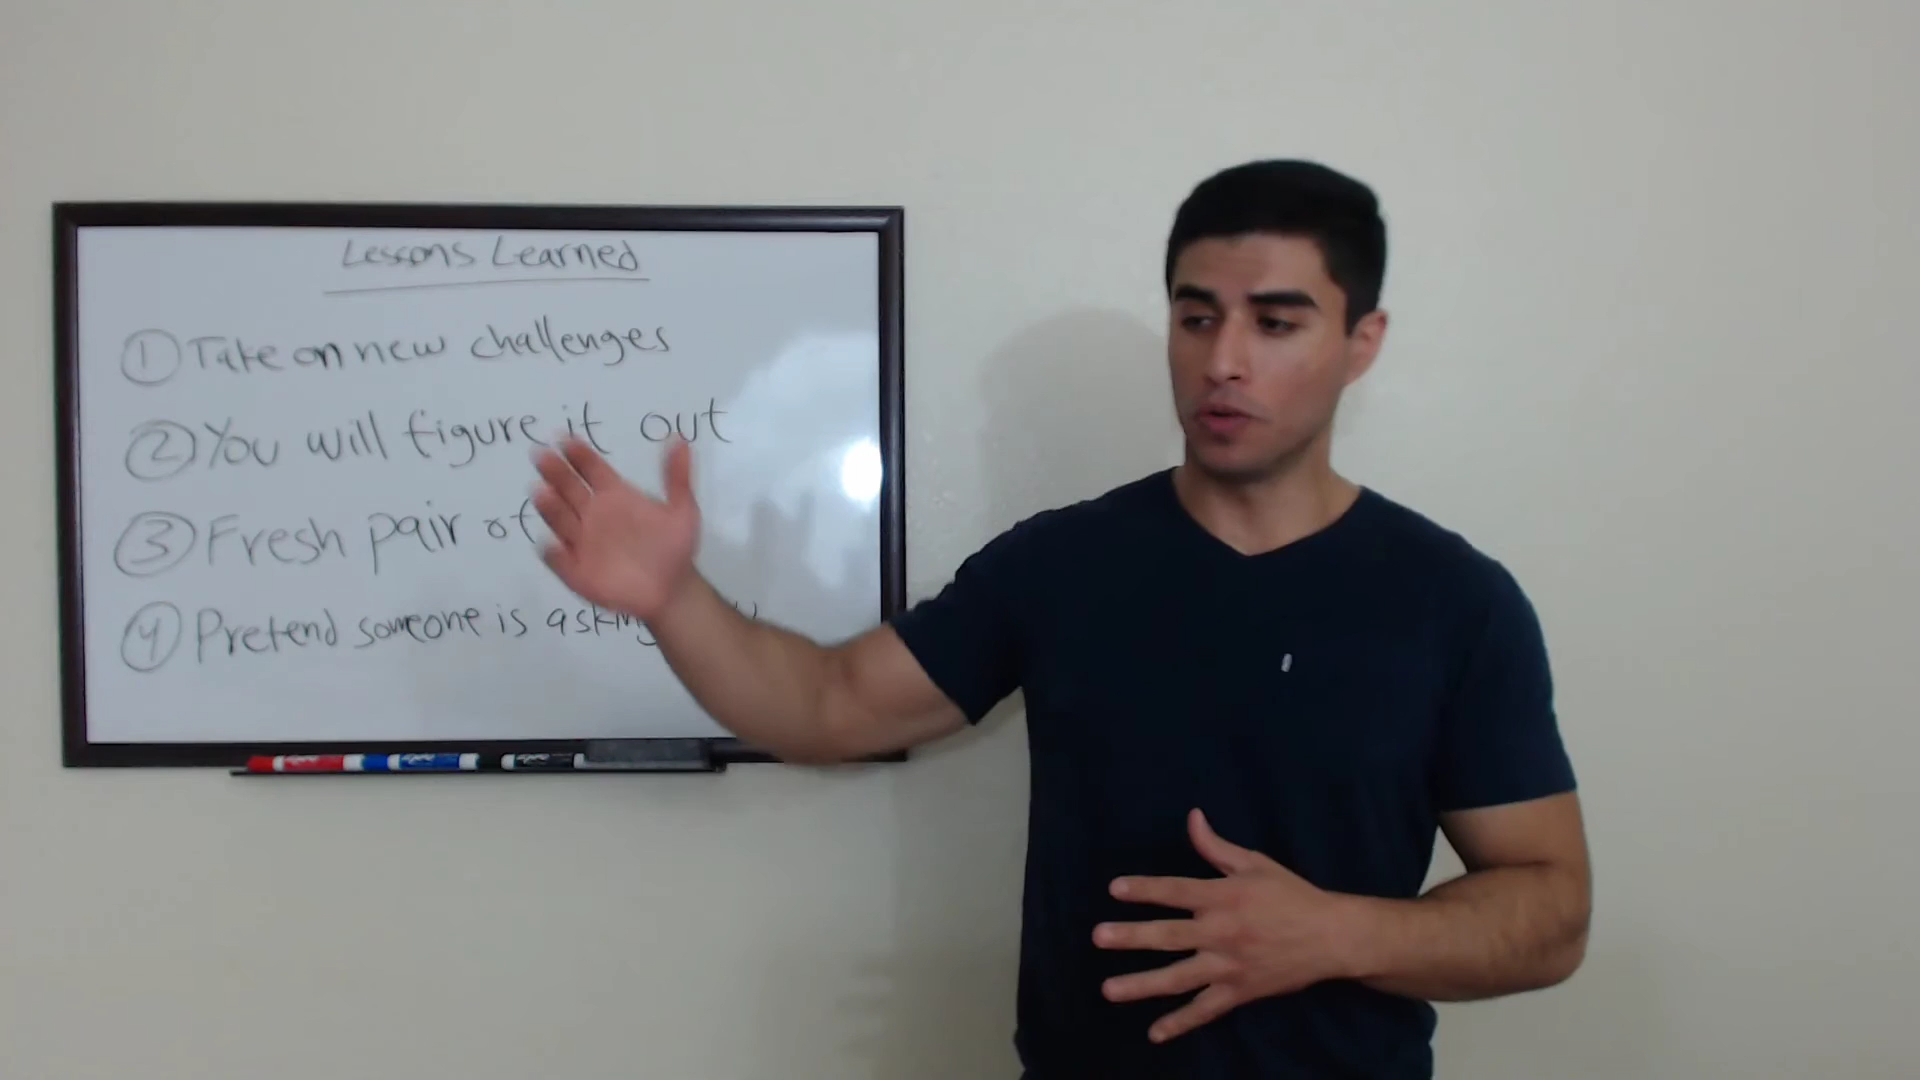 Lessons Learned
① Take on new challenges
② You will figure it out
③ Fresh pair of
④ Pretend someone is asking